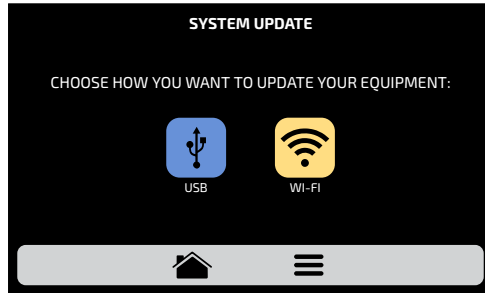 SYSTEM UPDATE
CHOOSE HOW YOU WANT TO UPDATE YOUR EQUIPMENT:
USB
WI-FI